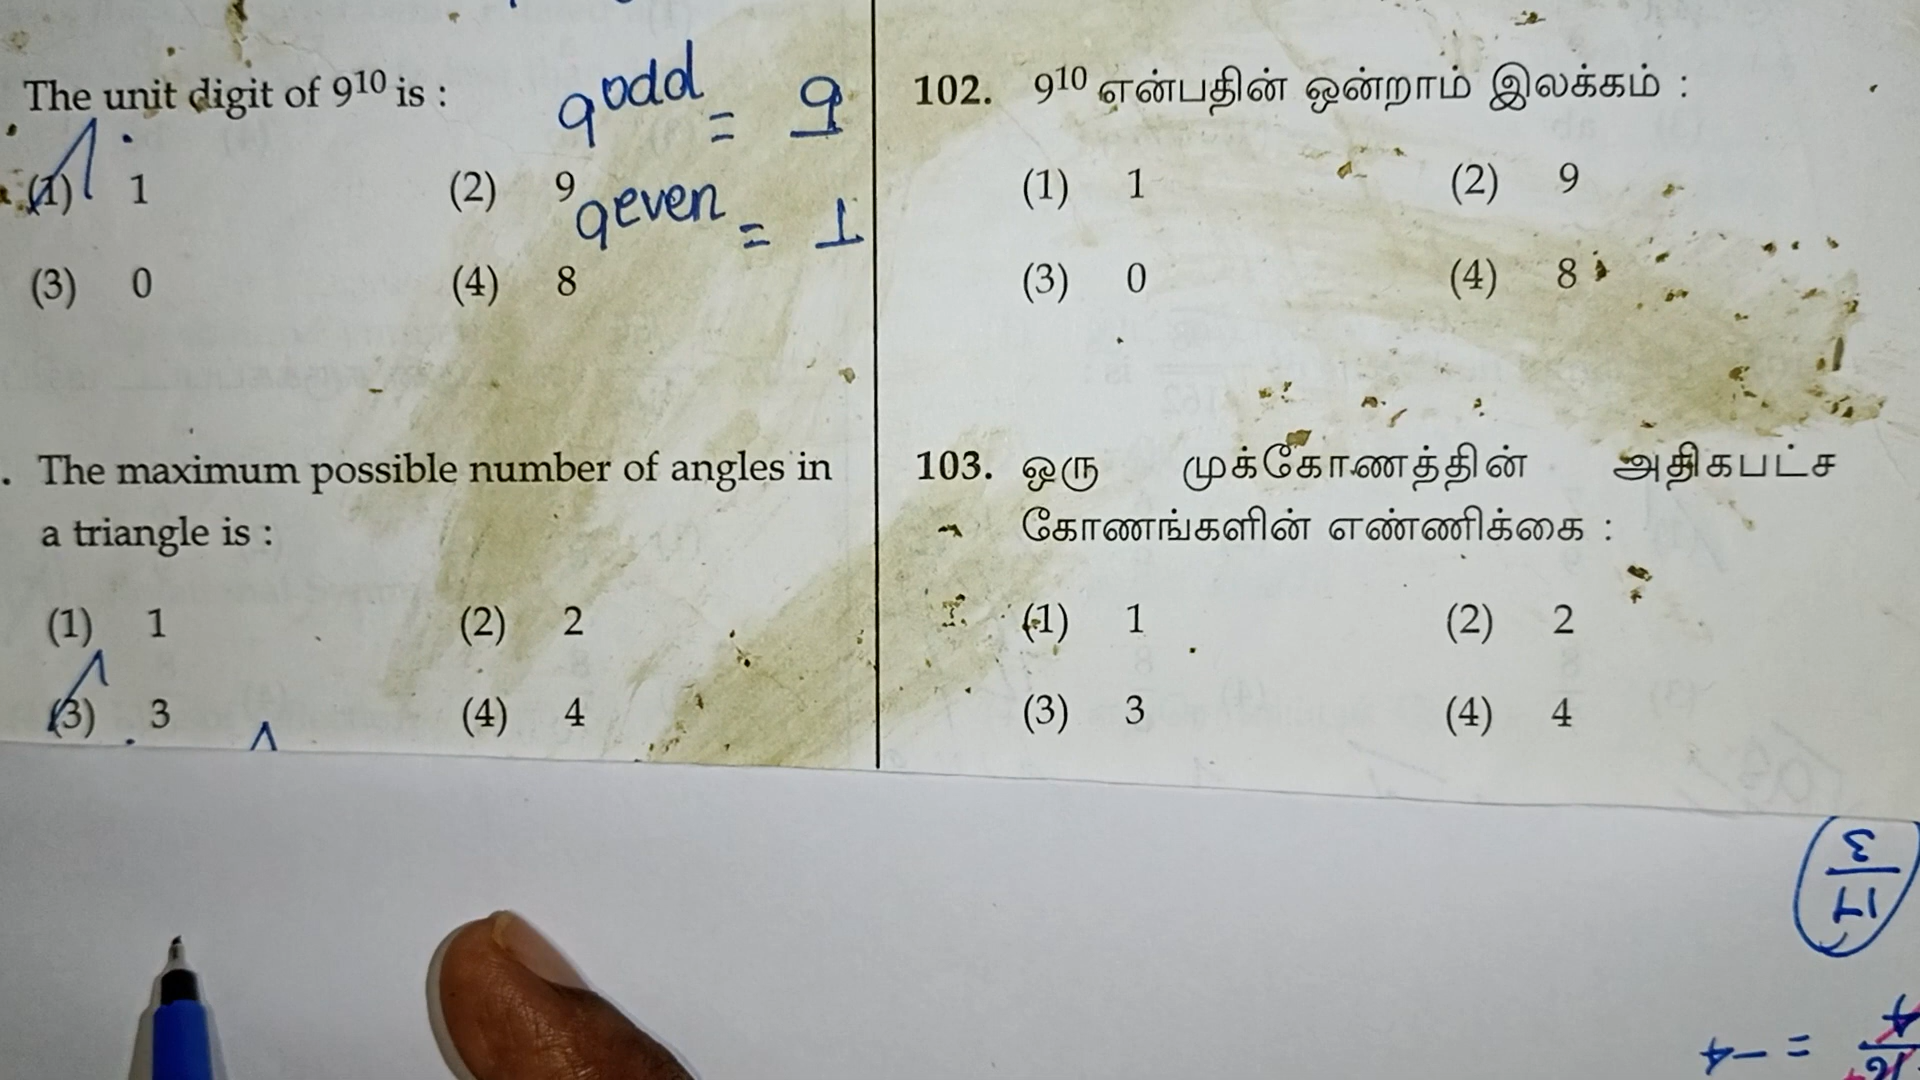 The unit digit of 9¹⁰ is :
9^odd = 9
(1) 1 (2) 9
9^even = 1
(3) 0 (4) 8
. The maximum possible number of angles in
a triangle is :
(1) 1 (2) 2
(3) 3 (4) 4
102. 9¹⁰ என்பதின் ஒன்றாம் இலக்கம் :
(1) 1 (2) 9
(3) 0 (4) 8
103. ஒரு முக்கோணத்தின் அதிகபட்ச
கோணங்களின் எண்ணிக்கை :
(1) 1 (2) 2
(3) 3 (4) 4
17/3